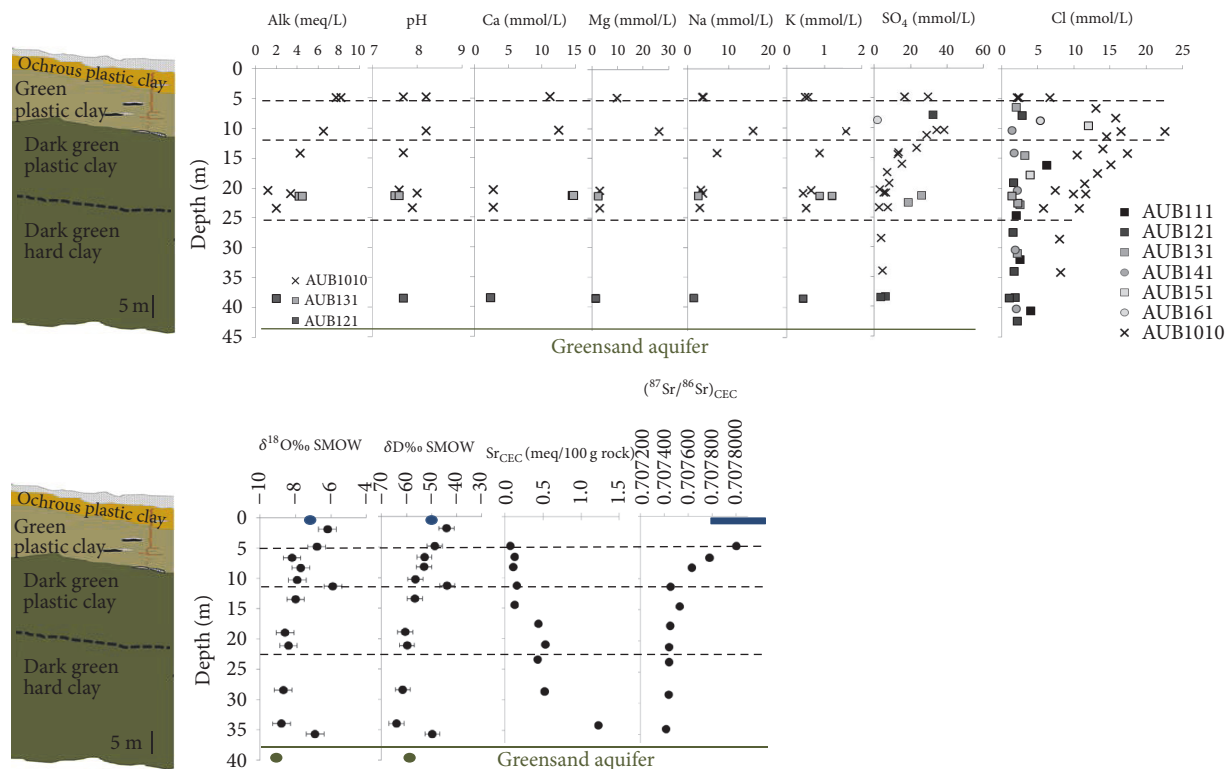 Alk (meq/L) pH Ca (mmol/L) Mg (mmol/L) Na (mmol/L) K (mmol/L) SO4 (mmol/L) Cl (mmol/L)
0 2 4 6 8 10 7 8 9 0 5 10 15 0 10 20 30 0 10 20 0 1 2 0 20 40 60 0 5 10 15 20 25
Ochrous plastic clay
Green
plastic clay
Dark green
plastic clay
Dark green
hard clay
5 m
Depth (m)
0
5
10
15
20
25
30
35
40
45
AUB1010
AUB131
AUB121
Greensand aquifer
AUB111
AUB121
AUB131
AUB141
AUB151
AUB161
AUB1010
δ18O‰ SMOW δD‰ SMOW SrCEC (meq/100 g rock) (87Sr/86Sr)CEC
−10 −8 −6 −4 −70 −60 −50 −40 −30 0.0 0.5 1.0 1.5 0.707200 0.707400 0.707600 0.707800 0.708000
Ochrous plastic clay
Green
plastic clay
Dark green
plastic clay
Dark green
hard clay
5 m
Depth (m)
0
5
10
15
20
25
30
35
40
Greensand aquifer